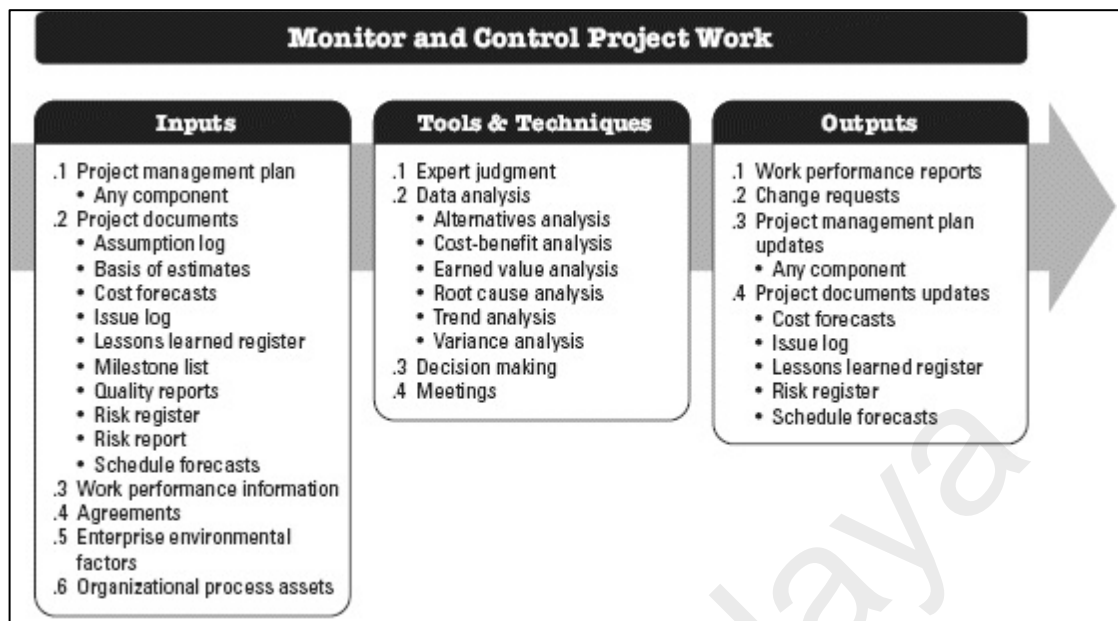 Monitor and Control Project Work
Inputs
.1 Project management plan
• Any component
.2 Project documents
• Assumption log
• Basis of estimates
• Cost forecasts
• Issue log
• Lessons learned register
• Milestone list
• Quality reports
• Risk register
• Risk report
• Schedule forecasts
.3 Work performance information
.4 Agreements
.5 Enterprise environmental
factors
.6 Organizational process assets
Tools & Techniques
.1 Expert judgment
.2 Data analysis
• Alternatives analysis
• Cost-benefit analysis
• Earned value analysis
• Root cause analysis
• Trend analysis
• Variance analysis
.3 Decision making
.4 Meetings
Outputs
.1 Work performance reports
.2 Change requests
.3 Project management plan
updates
• Any component
.4 Project documents updates
• Cost forecasts
• Issue log
• Lessons learned register
• Risk register
• Schedule forecasts